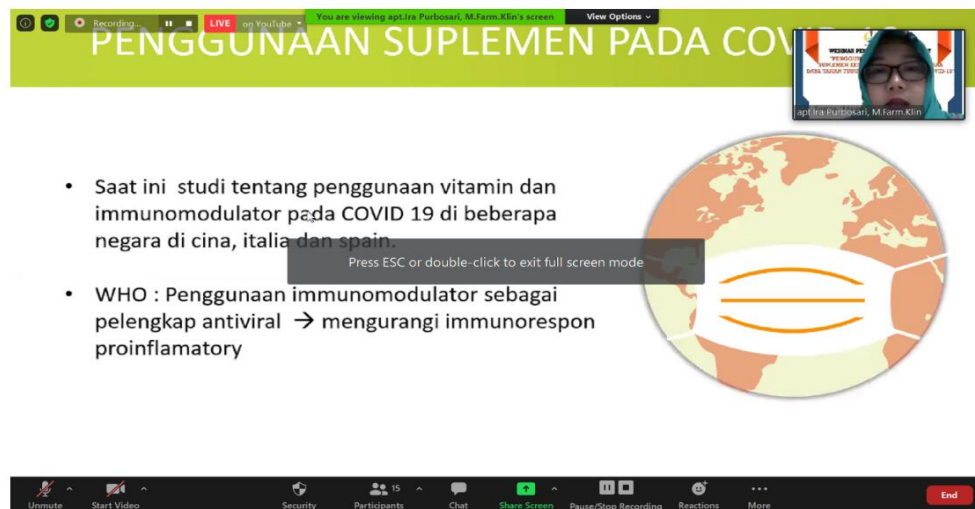 Recording...
LIVE on YouTube
You are viewing apt.Ira Purbosari, M.Farm.Klin's screen
View Options
PENGGUNAAN SUPLEMEN PADA COV
apt.Ira Purbosari, M.Farm.Klin
• Saat ini studi tentang penggunaan vitamin dan
immunomodulator pada COVID 19 di beberapa
negara di cina, italia dan spain.
Press ESC or double-click to exit full screen mode
• WHO : Penggunaan immunomodulator sebagai
pelengkap antiviral → mengurangi immunorespon
proinflamatory
Unmute
Start Video
Security
15
Participants
Chat
Share Screen
Pause/Stop Recording
Reactions
More
End